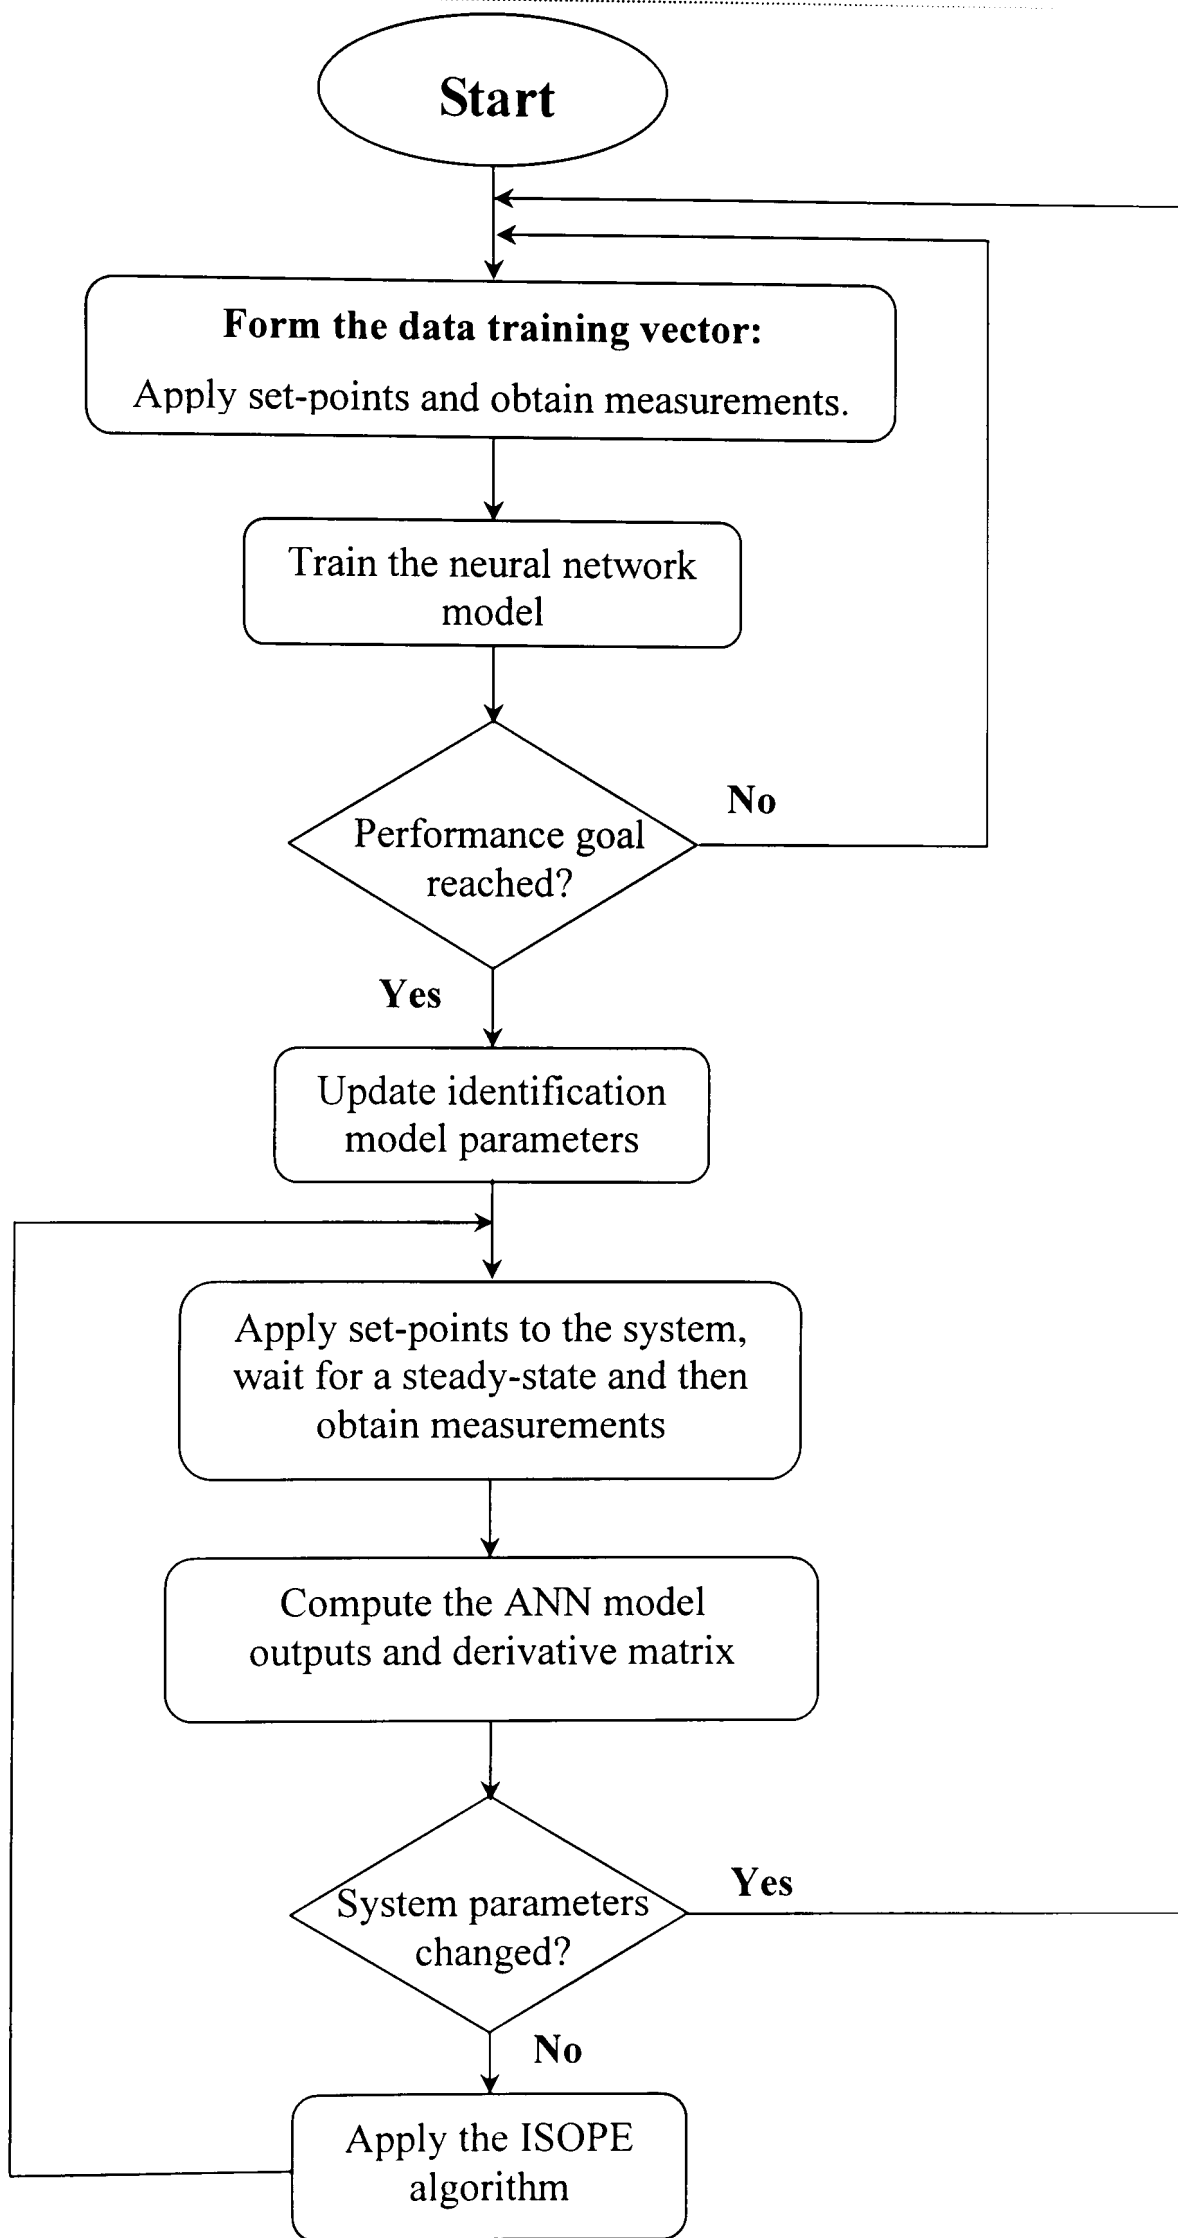 Start
Form the data training vector:
Apply set-points and obtain measurements.
Train the neural network
model
No
Performance goal
reached?
Yes
Update identification
model parameters
Apply set-points to the system,
wait for a steady-state and then
obtain measurements
Compute the ANN model
outputs and derivative matrix
Yes
System parameters
changed?
No
Apply the ISOPE
algorithm